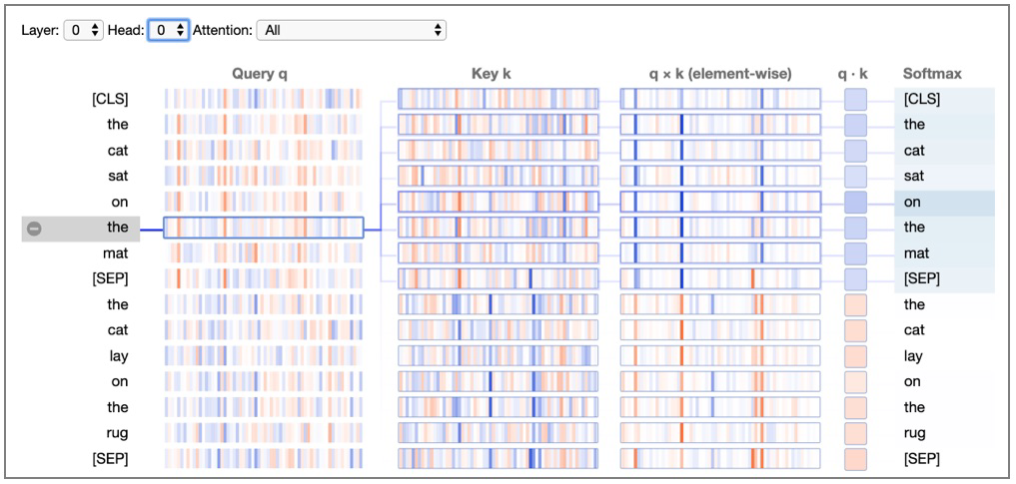 Layer: 0 Head: 0 Attention: All
Query q Key k q × k (element-wise) q · k Softmax
[CLS] [CLS]
the the
cat cat
sat sat
on on
the the
mat mat
[SEP] [SEP]
the the
cat cat
lay lay
on on
the the
rug rug
[SEP] [SEP]